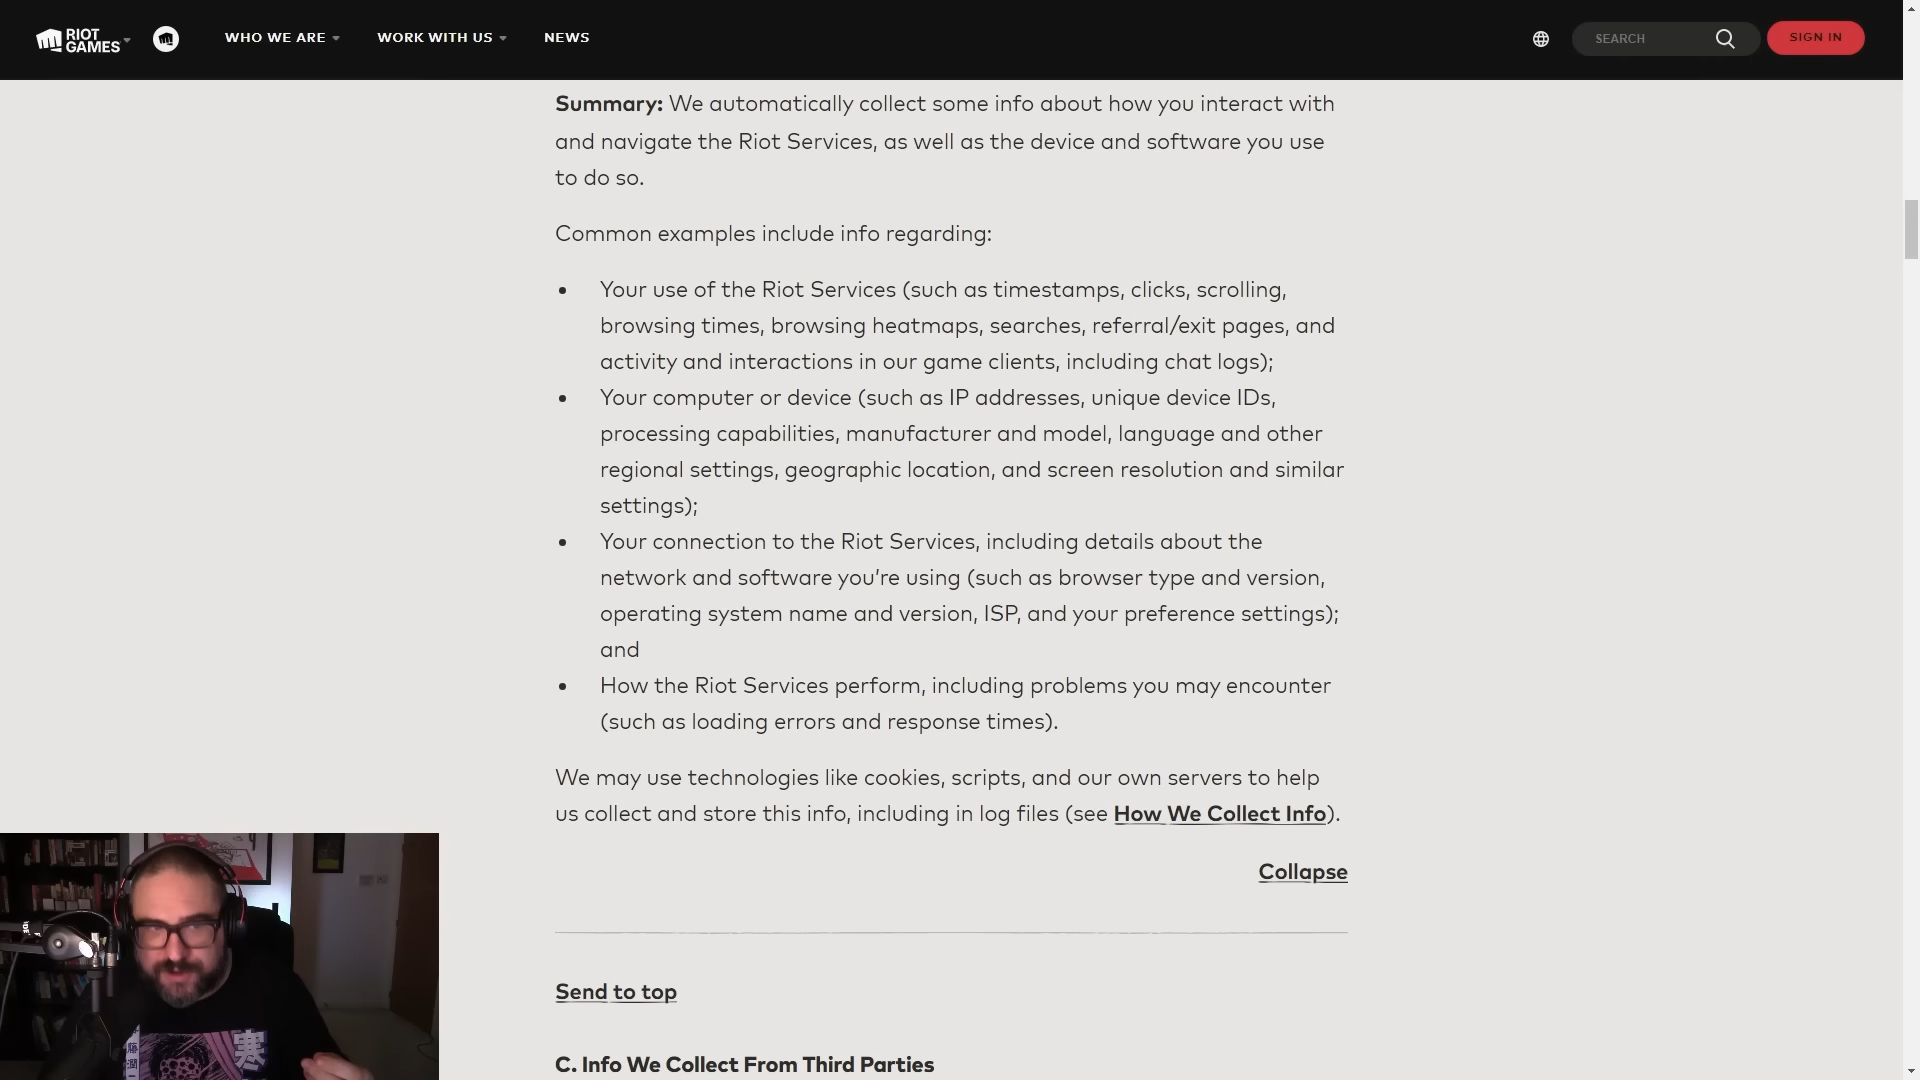 RIOT
GAMES
WHO WE ARE
WORK WITH US
NEWS
SEARCH
SIGN IN
Summary: We automatically collect some info about how you interact with
and navigate the Riot Services, as well as the device and software you use
to do so.
Common examples include info regarding:
• Your use of the Riot Services (such as timestamps, clicks, scrolling,
browsing times, browsing heatmaps, searches, referral/exit pages, and
activity and interactions in our game clients, including chat logs);
• Your computer or device (such as IP addresses, unique device IDs,
processing capabilities, manufacturer and model, language and other
regional settings, geographic location, and screen resolution and similar
settings);
• Your connection to the Riot Services, including details about the
network and software you’re using (such as browser type and version,
operating system name and version, ISP, and your preference settings);
and
• How the Riot Services perform, including problems you may encounter
(such as loading errors and response times).
We may use technologies like cookies, scripts, and our own servers to help
us collect and store this info, including in log files (see How We Collect Info).
Collapse
Send to top
C. Info We Collect From Third Parties